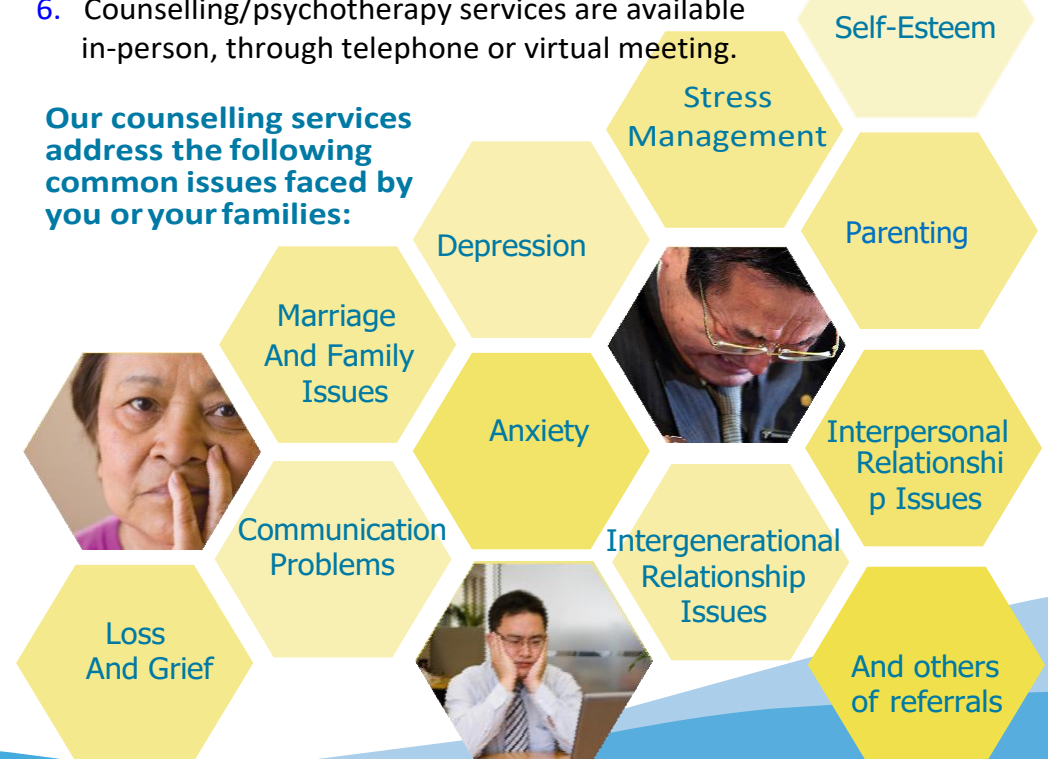 6. Counselling/psychotherapy services are available
in-person, through telephone or virtual meeting.
Our counselling services
address the following
common issues faced by
you or your families:
Self-Esteem
Stress
Management
Parenting
Depression
Marriage
And Family
Issues
Anxiety
Interpersonal
Relationshi
p Issues
Communication
Problems
Intergenerational
Relationship
Issues
Loss
And Grief
And others
of referrals